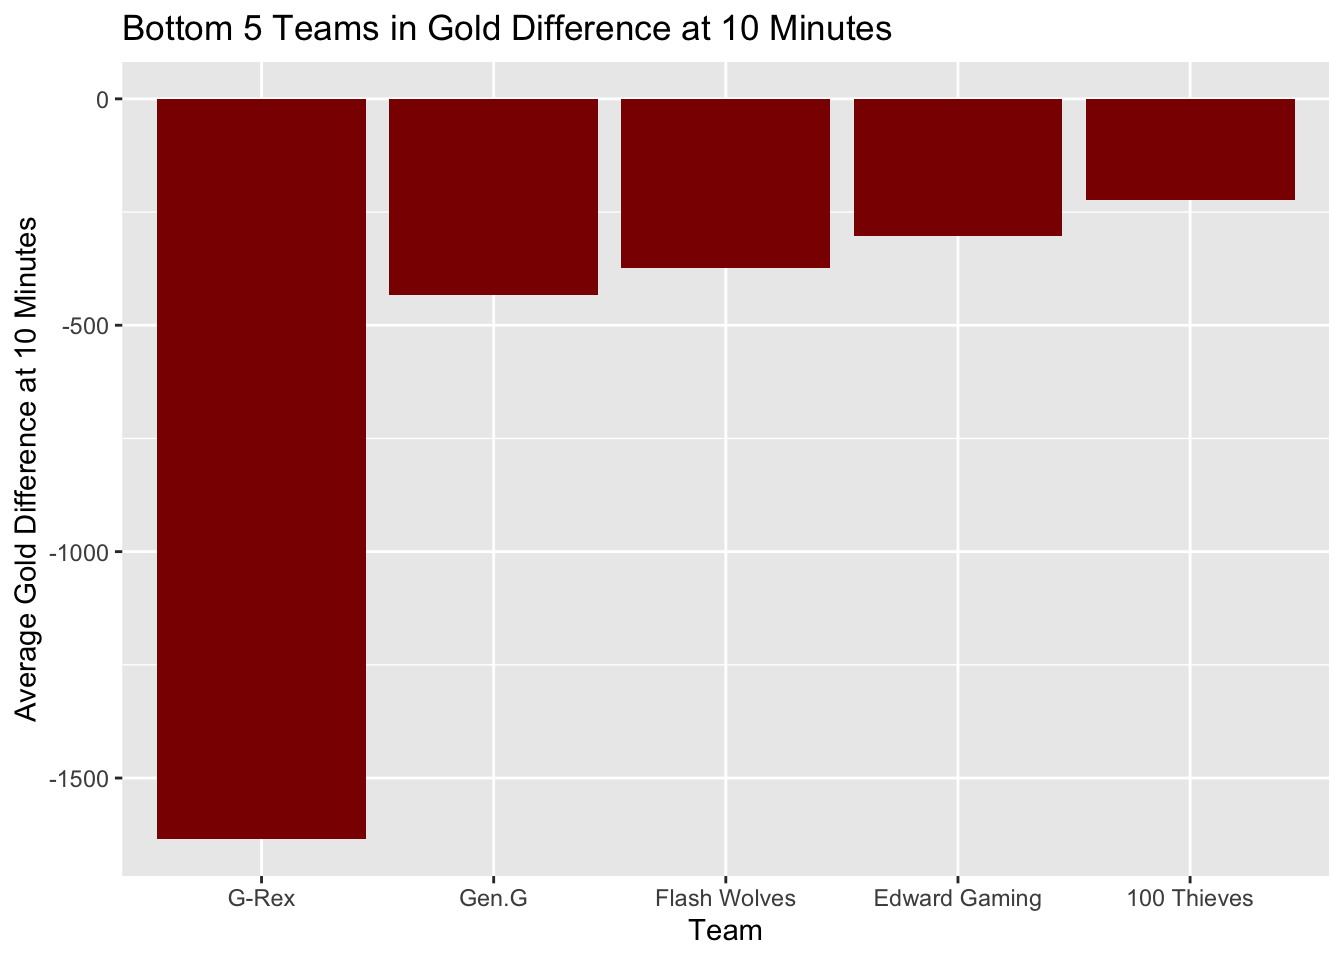 Bottom 5 Teams in Gold Difference at 10 Minutes
Average Gold Difference at 10 Minutes
0
-500
-1000
-1500
G-Rex
Gen.G
Flash Wolves
Edward Gaming
100 Thieves
Team